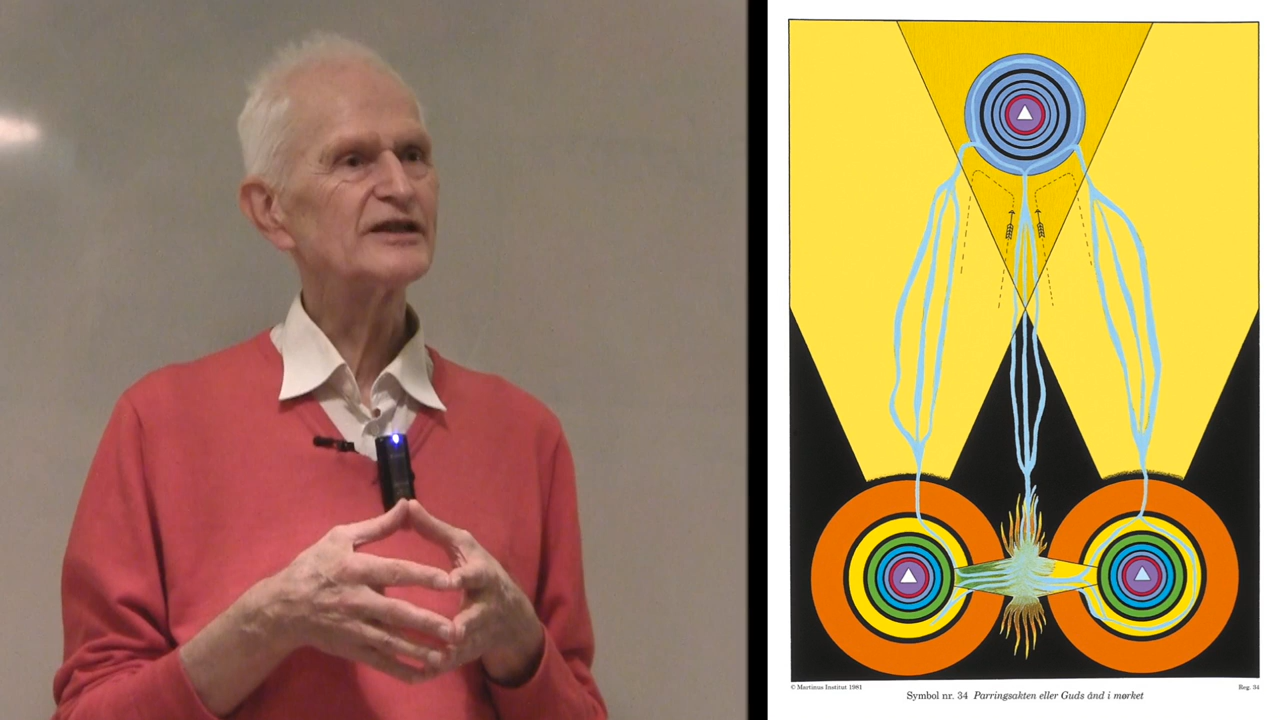 © Martinus Institut 1981
Reg. 34
Symbol nr. 34 Parringsakten eller Guds ånd i mørket